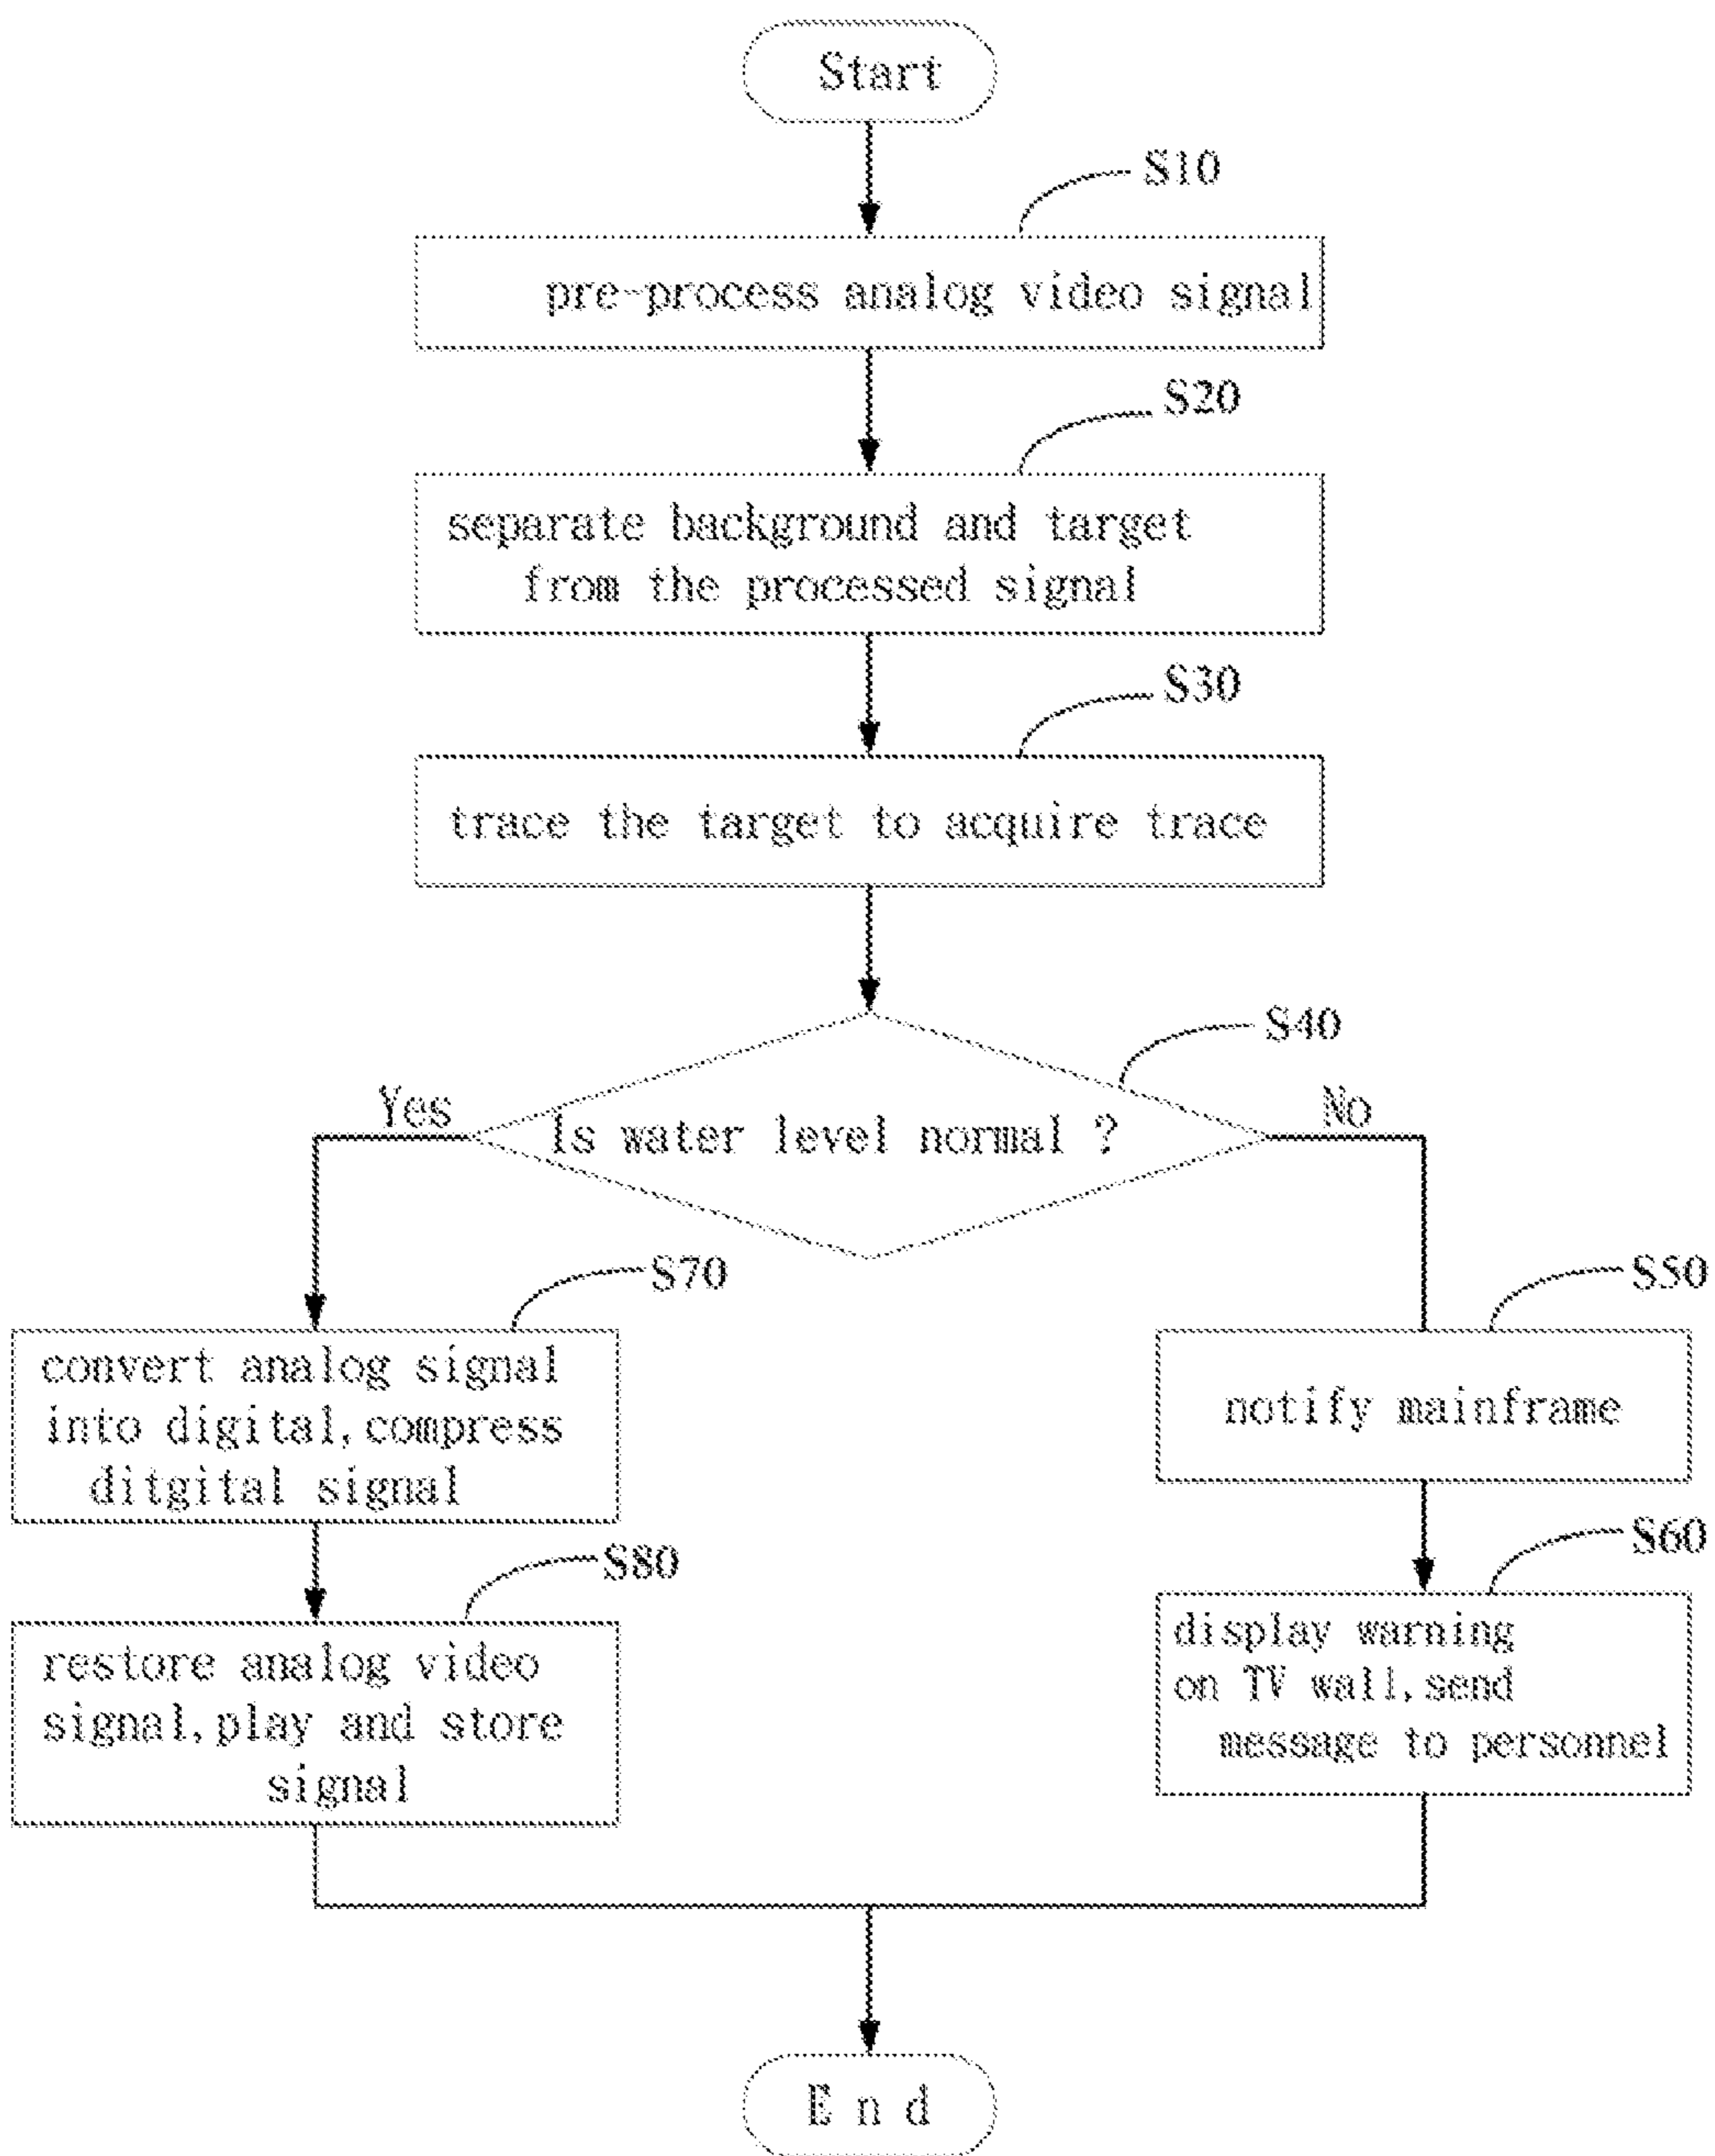 Start
S10
pre-process analog video signal
S20
separate background and target
from the processed signal
S30
trace the target to acquire trace
S40
Yes
Is water level normal ?
No
S70
convert analog signal
into digital, compress
ditgital signal
S50
notify mainframe
S80
restore analog video
signal, play and store
signal
S60
display warning
on TV wall, send
message to personnel
End